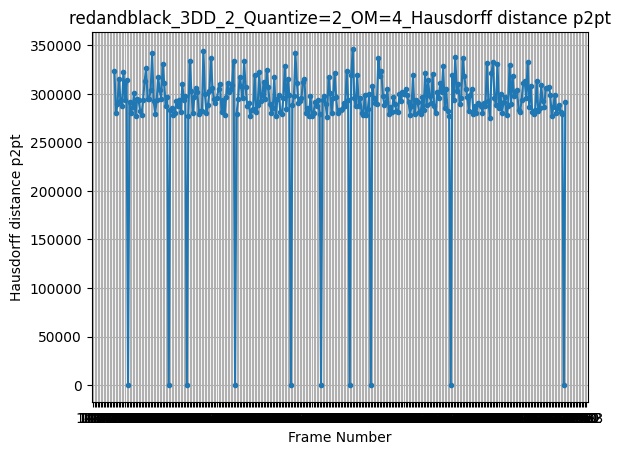 redandblack_3DD_2_Quantize=2_OM=4_Hausdorff distance p2pt
Hausdorff distance p2pt
350000
300000
250000
200000
150000
100000
50000
0
Frame Number